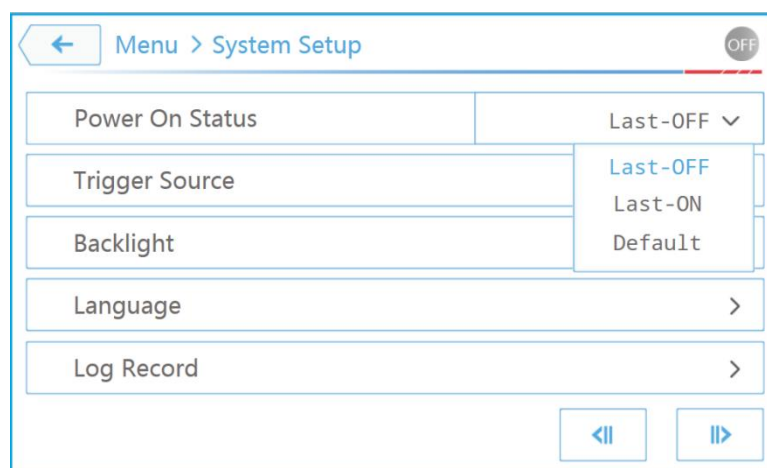 Menu > System Setup
OFF
Power On Status
Last-OFF
Last-OFF
Trigger Source
Last-ON
Backlight
Default
Language
Log Record